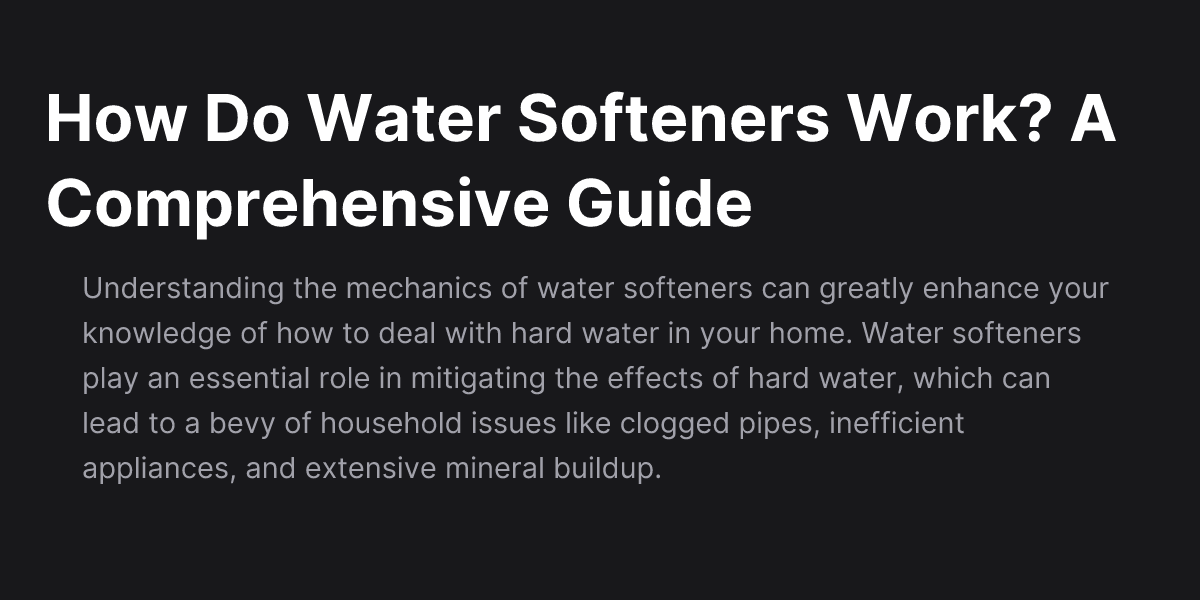 How Do Water Softeners Work? A
Comprehensive Guide
Understanding the mechanics of water softeners can greatly enhance your
knowledge of how to deal with hard water in your home. Water softeners
play an essential role in mitigating the effects of hard water, which can
lead to a bevy of household issues like clogged pipes, inefficient
appliances, and extensive mineral buildup.